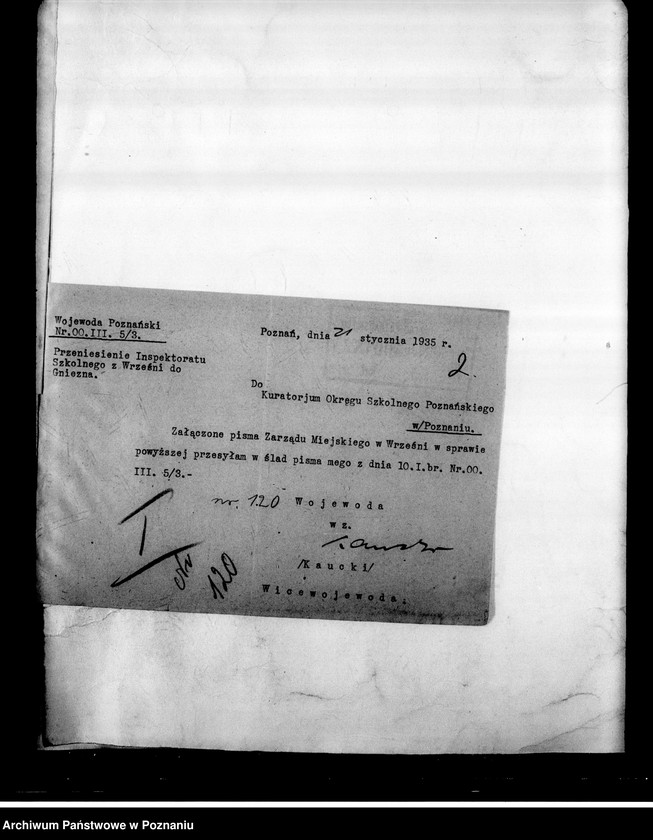 Wojewoda Poznański
Nr.OO.III. 5/3.
Poznań, dnia 21 stycznia 1935 r.
2.
Przeniesienie Inspektoratu
Szkolnego z Wrześni do
Gniezna.
Do
Kuratorjum Okręgu Szkolnego Poznańskiego
w/Poznaniu.
Załączone pisma Zarządu Miejskiego w Wrześni w sprawie
powyższej przesyłam w ślad pisma mego z dnia 10.I.br. Nr.OO.
III. 5/3.-
nr. 120
Wojewoda
wz.
/Kaucki/
Wicewojewoda.
I
120
Archiwum Państwowe w Poznaniu